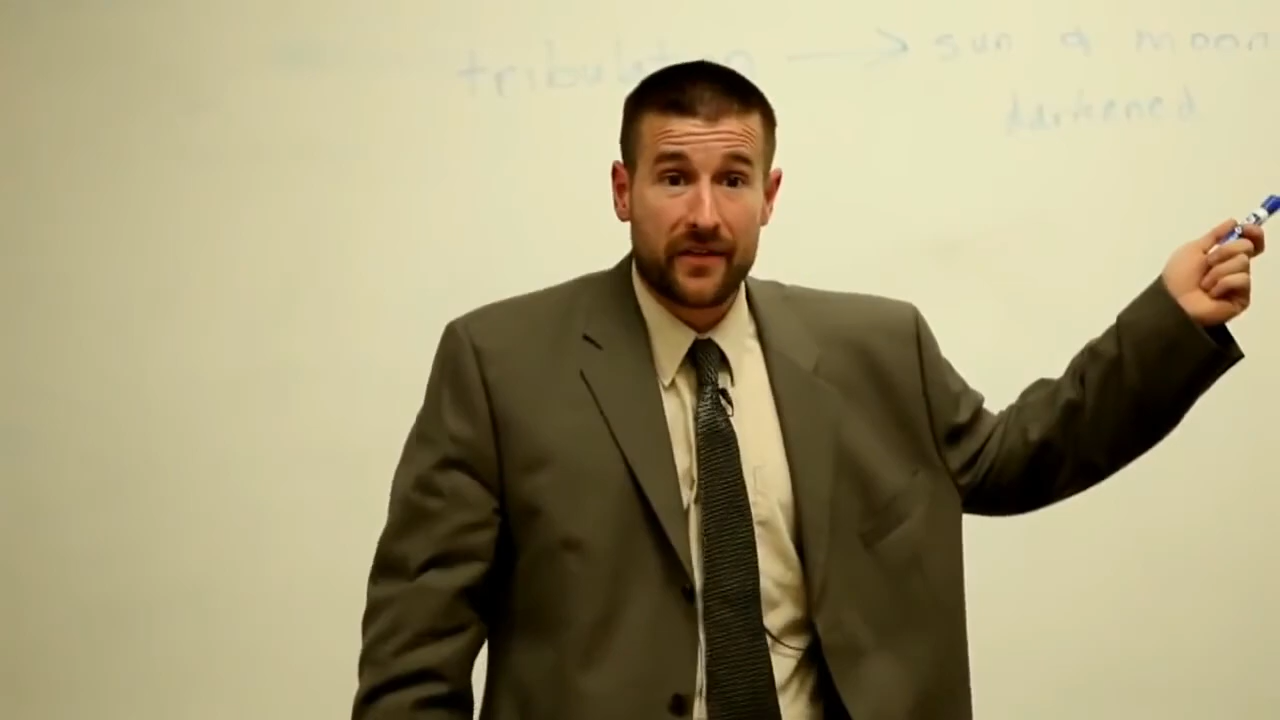 tribulation → sun & moon
darkened